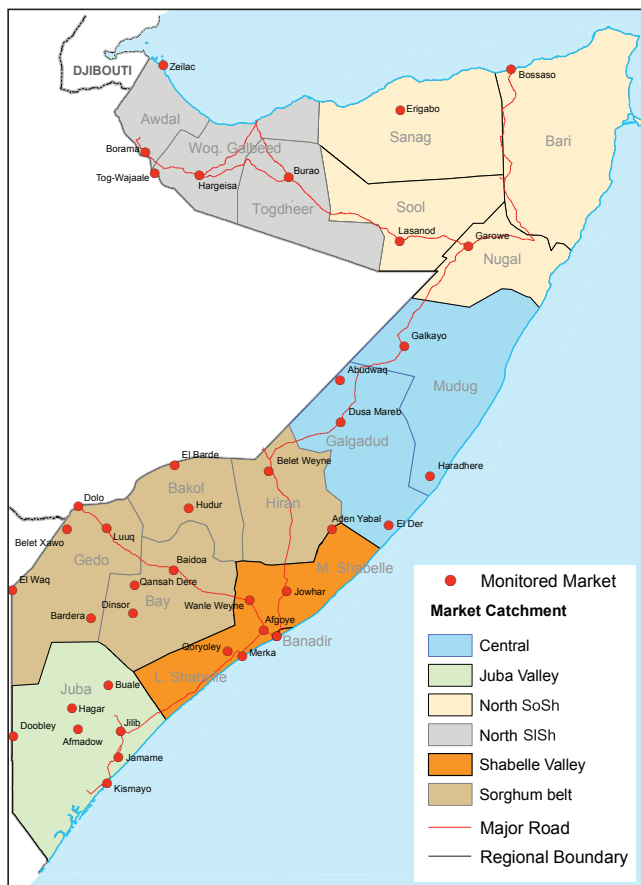 DJIBOUTI
Zeilac
Bossaso
Awdal
Erigabo
Sanag
Bari
Borama
Woq. Galbeed
Tog-Wajaale
Hargeisa
Burao
Togdheer
Sool
Lasanod
Garowe
Nugal
Galkayo
Abudwaq
Mudug
Dusa Mareb
Galgadud
El Barde
Belet Weyne
Haradhere
Bakol
Hiran
Dolo
Hudur
Aden Yabal
El Der
Belet Xawo
Luuq
Gedo
Baidoa
M. Shabelle
El Waq
Qansah Dere
Bay
Jowhar
Wanle Weyne
Bardera
Dinsor
Afgoye
Banadir
Qoryoley
Merka
L. Shabelle
Juba
Buale
Hagar
Doobley
Afmadow
Jilib
Jamame
Kismayo
Monitored Market
Market Catchment
Central
Juba Valley
North SoSh
North SlSh
Shabelle Valley
Sorghum belt
Major Road
Regional Boundary